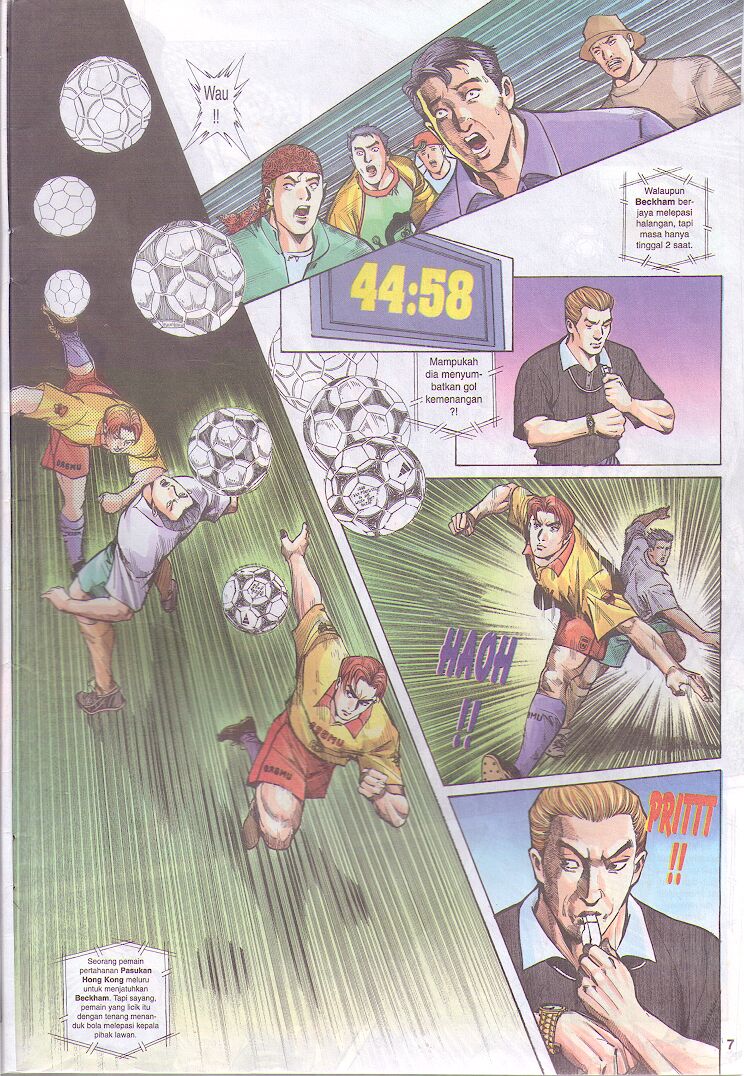 Wau
!!
Walaupun
Beckham ber-
jaya melepasi
halangan, tapi
masa hanya
tinggal 2 saat.
44:58
Mampukah
dia menyum-
batkan gol
kemenangan
?!
HAOH
!!
PRITTT
!!
Seorang pemain
pertahanan Pasukan
Hong Kong meluru
untuk menjatuhkan
Beckham. Tapi sayang,
pemain yang licik itu
dengan tenang menan-
duk bola melepasi kepala
pihak lawan.
7